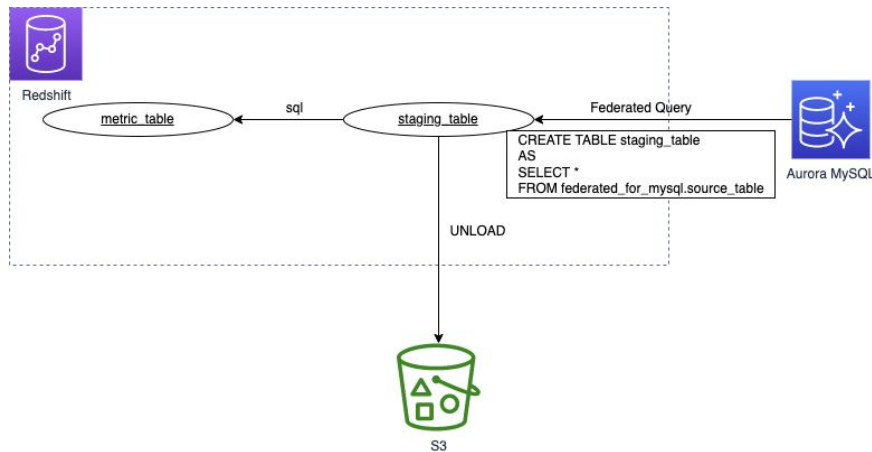 Redshift
metric_table
sql
staging_table
Federated Query
CREATE TABLE staging_table
AS
SELECT *
FROM federated_for_mysql.source_table
Aurora MySQL
UNLOAD
S3